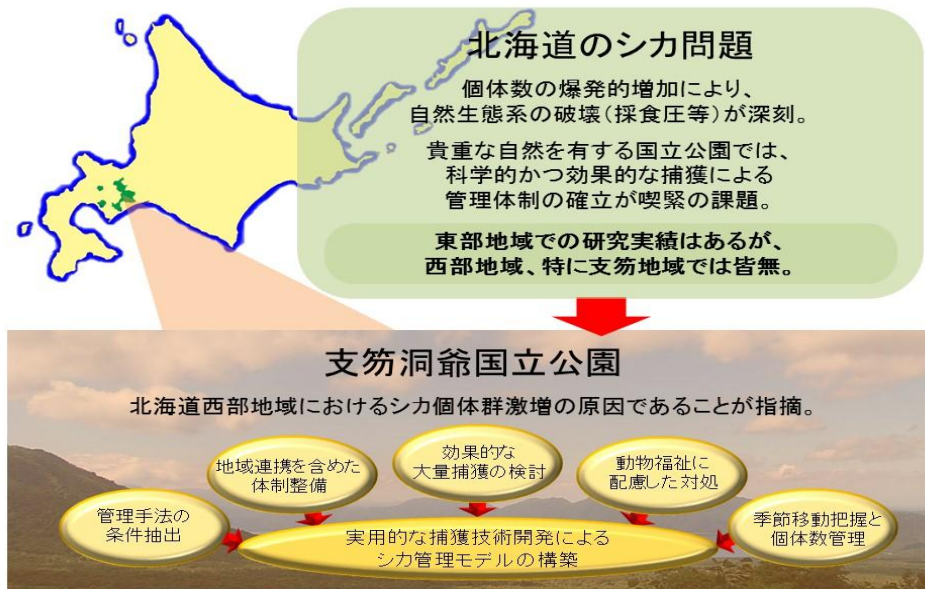 北海道のシカ問題
個体数の爆発的増加により、
自然生態系の破壊(採食圧等)が深刻。
貴重な自然を有する国立公園では、
科学的かつ効果的な捕獲による
管理体制の確立が喫緊の課題。
東部地域での研究実績はあるが、
西部地域、特に支笏地域では皆無。
支笏洞爺国立公園
北海道西部地域におけるシカ個体群激増の原因であることが指摘。
管理手法の
条件抽出
地域連携を含めた
体制整備
効果的な
大量捕獲の検討
動物福祉に
配慮した対処
季節移動把握と
個体数管理
実用的な捕獲技術開発による
シカ管理モデルの構築